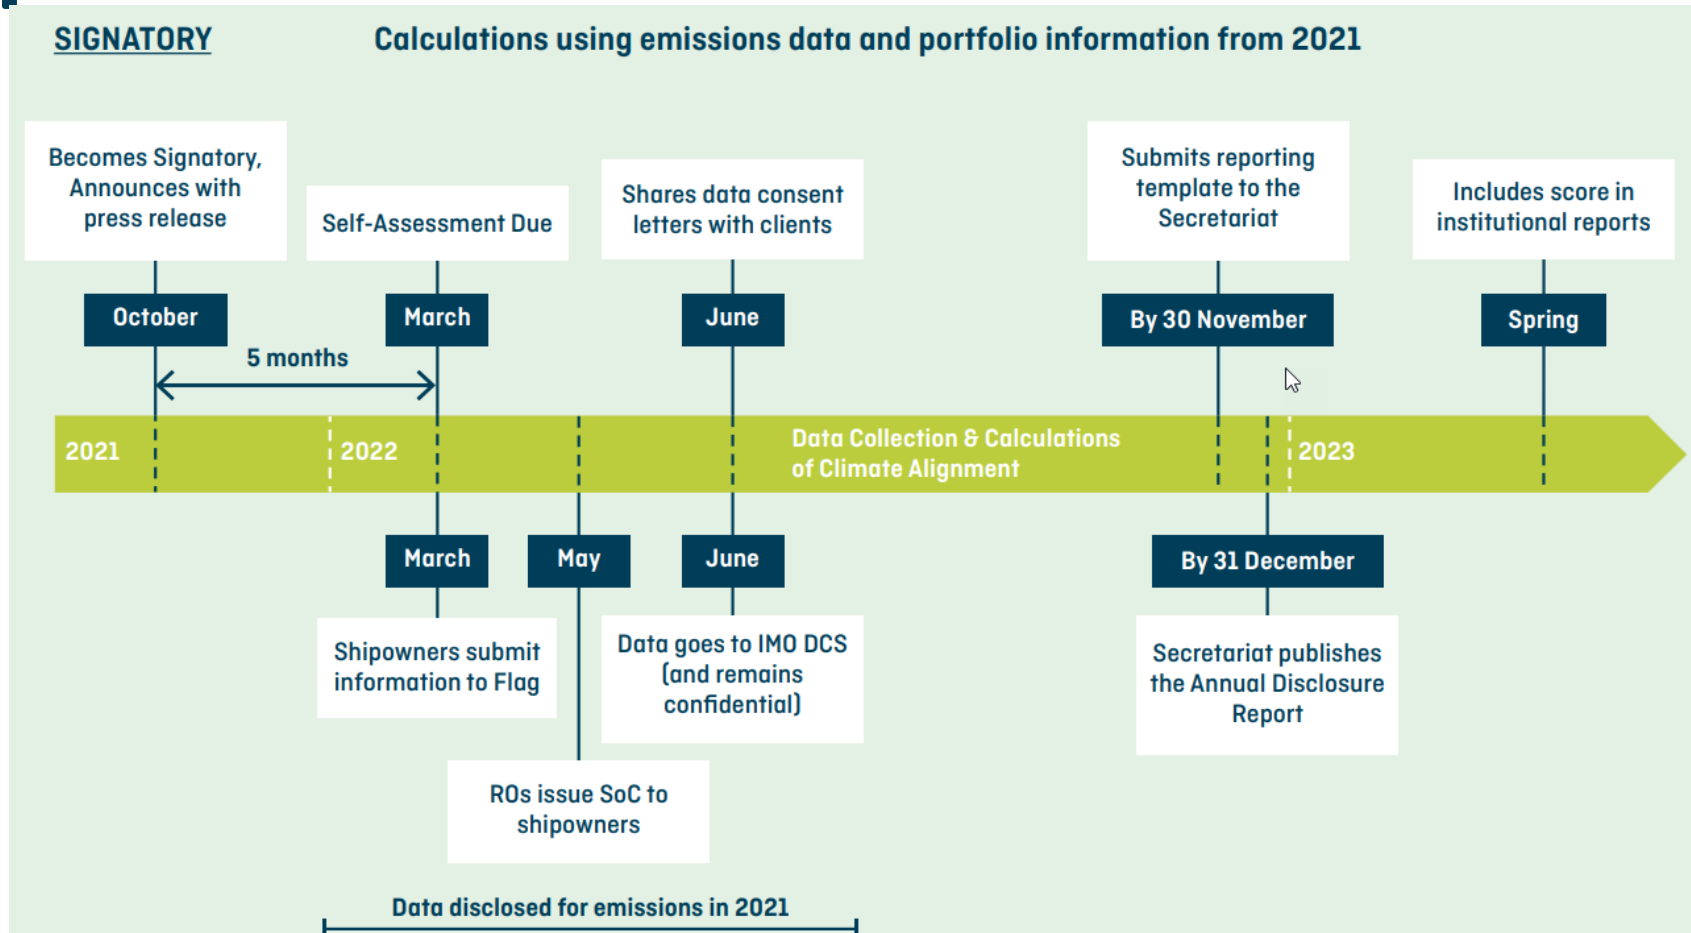 SIGNATORY
Calculations using emissions data and portfolio information from 2021
Becomes Signatory,
Announces with
press release
Self-Assessment Due
Shares data consent
letters with clients
Submits reporting
template to the
Secretariat
Includes score in
institutional reports
October
March
June
By 30 November
Spring
5 months
2021
2022
Data Collection & Calculations
of Climate Alignment
2023
March
May
June
By 31 December
Shipowners submit
information to Flag
Data goes to IMO DCS
(and remains
confidential)
Secretariat publishes
the Annual Disclosure
Report
ROs issue SoC to
shipowners
Data disclosed for emissions in 2021